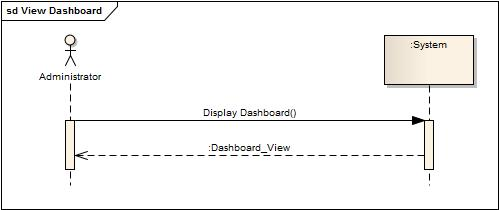 sd View Dashboard
:System
Administrator
Display Dashboard()
:Dashboard_View